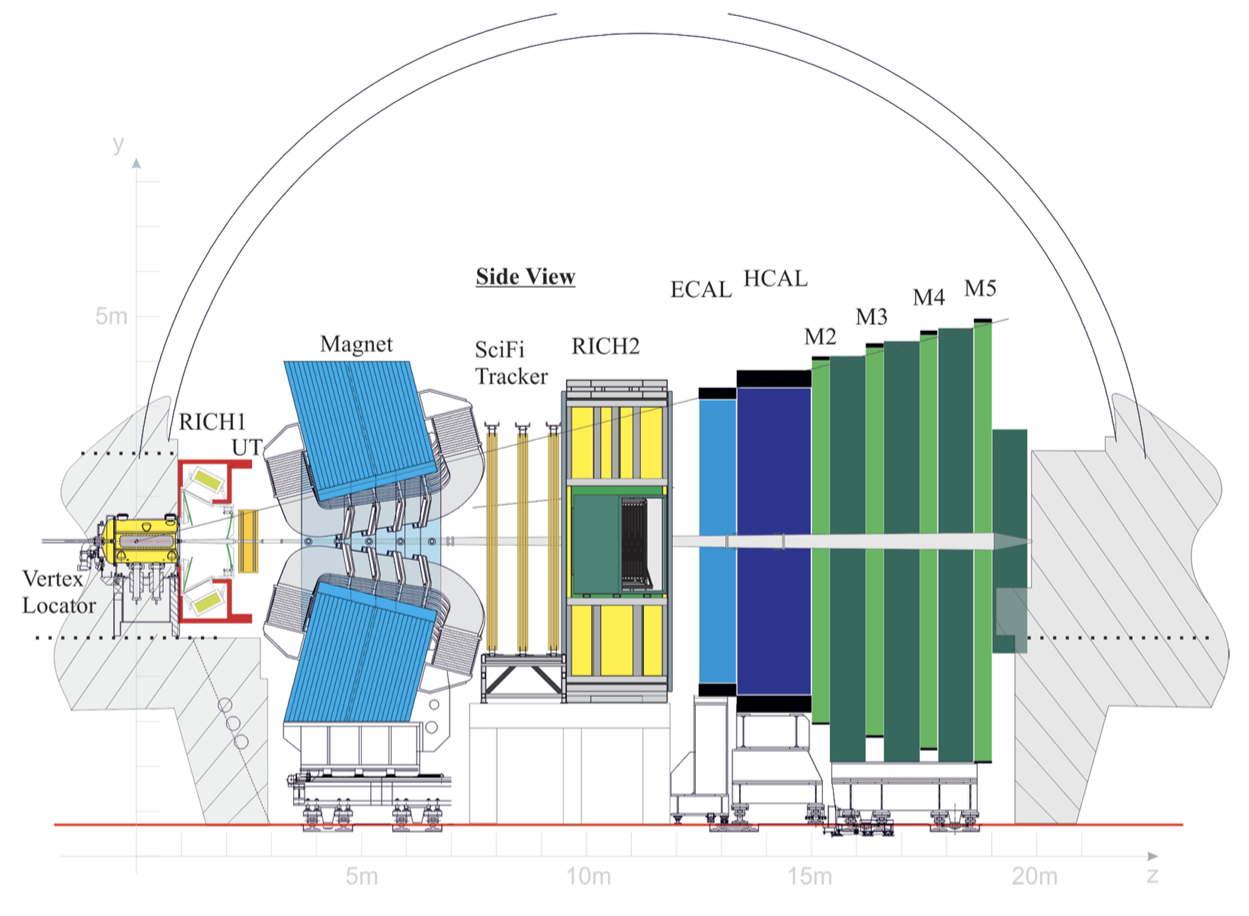 y
Side View
ECAL
HCAL
M5
M4
M3
M2
5m
Magnet
SciFi
Tracker
RICH2
RICH1
UT
Vertex
Locator
5m
10m
15m
20m
z